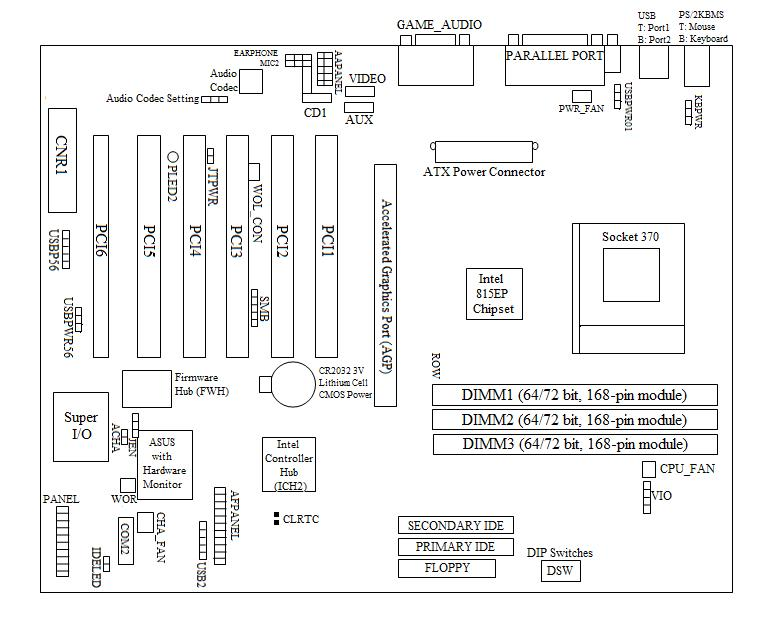 USB
T: Port1
B: Port2
PS/2KBMS
T: Mouse
B: Keyboard
GAME_AUDIO
PARALLEL PORT
EARPHONE
MIC2
AAPANEL
Audio
Codec
VIDEO
Audio Codec Setting
CD1
AUX
PWR_FAN
USBPWR01
KBPWR
CNR1
ATX Power Connector
PLED2
JTPWR
WOL_CON
PCI6
PCI5
PCI4
PCI3
PCI2
PCI1
Accelerated Graphics Port (AGP)
USBP56
Socket 370
Intel
815EP
Chipset
SMB
USBPWR56
ROW
Firmware
Hub (FWH)
CR2032 3V
Lithium Cell
CMOS Power
DIMM1 (64/72 bit, 168-pin module)
DIMM2 (64/72 bit, 168-pin module)
DIMM3 (64/72 bit, 168-pin module)
Super
I/O
ACHA
JEN
ASUS
with
Hardware
Monitor
Intel
Controller
Hub
(ICH2)
CPU_FAN
WOR
PANEL
VIO
AFPANEL
CLRTC
COM2
CHA_FAN
SECONDARY IDE
PRIMARY IDE
FLOPPY
IDELED
USB2
DIP Switches
DSW